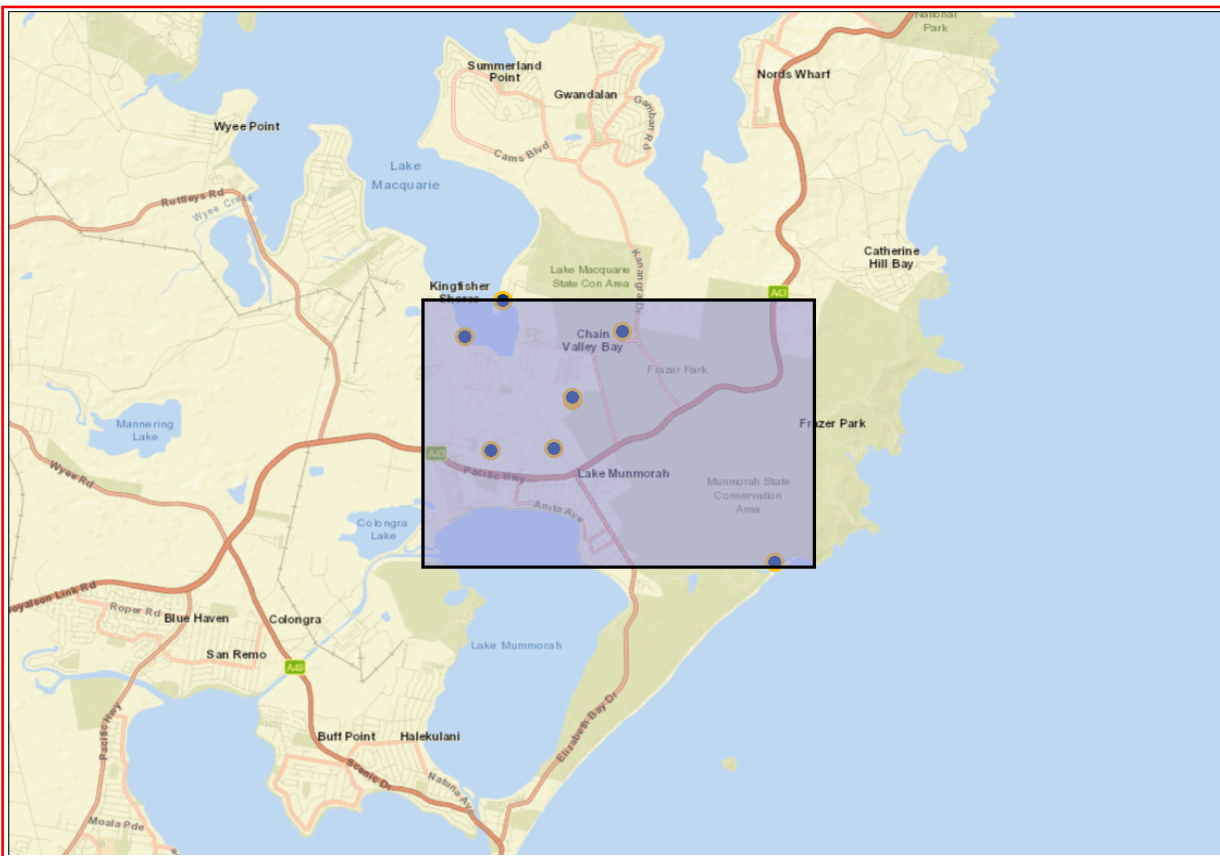 National
Park
Summerland
Point
Nords Wharf
Gwandalan
Gamban Rd
Wyee Point
Cams Blvd
Lake
Macquarie
Ruttleys Rd
Wyee Creek
Catherine
Hill Bay
Kanangra Dr
Lake Macquarie
State Con Area
Kingfisher
Shores
A43
Chain
Valley Bay
Frazer Park
Mannering
Lake
Frazer Park
A43
Wyee Rd
Pacific Hwy
Lake Munmorah
Munmorah State
Conservation
Area
Anita Ave
Colongra
Lake
oyalson Link Rd
Roper Rd
Blue Haven
Colongra
San Remo
Lake Mummorah
A49
Pacific Hwy
Elizabeth Bay Dr
Buff Point
Halekulani
Scenic Dr
Natuna Ave
Moala Pde